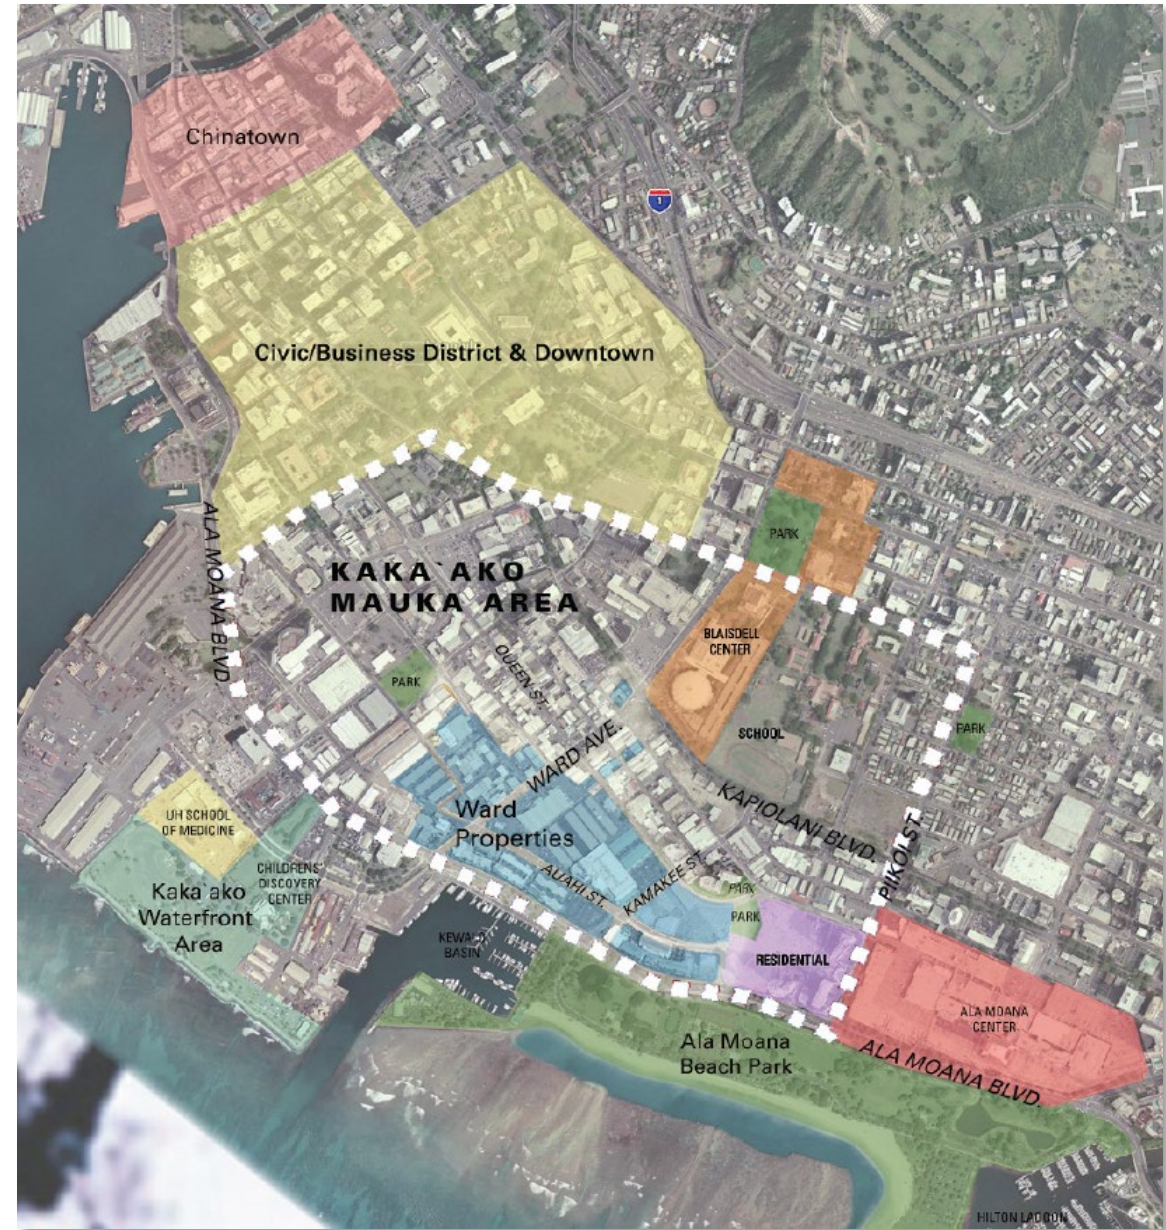 Chinatown
1
Civic/Business District & Downtown
ALA MOANA BLVD.
KAKA`AKO
MAUKA AREA
PARK
BLAISDELL
CENTER
PARK
QUEEN ST.
SCHOOL
PARK
WARD AVE.
KAPIOLANI BLVD.
PIIKOI ST.
UH SCHOOL
OF MEDICINE
Ward
Properties
CHILDRENS'
DISCOVERY
CENTER
Kaka`ako
Waterfront
Area
AUAHI ST.
KAMAKEE ST.
PARK
PARK
KEWALO
BASIN
RESIDENTIAL
ALA MOANA
CENTER
Ala Moana
Beach Park
ALA MOANA BLVD.
HILTON LAGOON